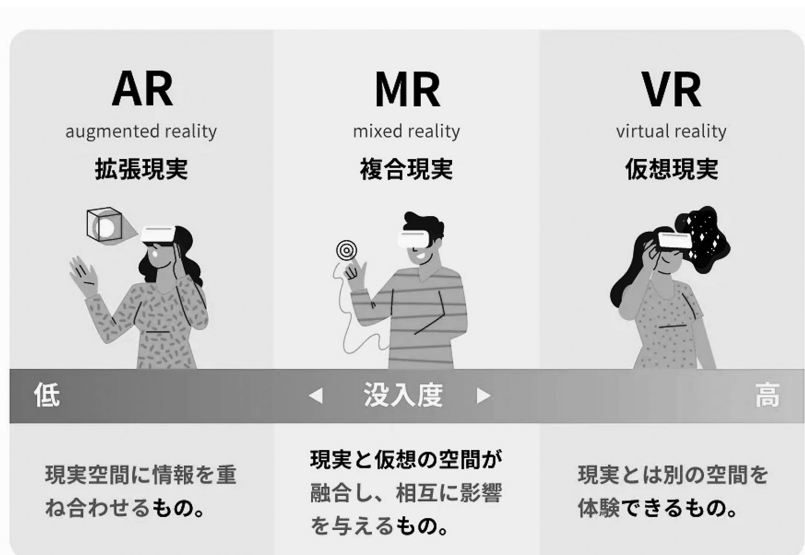 AR
augmented reality
拡張現実
MR
mixed reality
複合現実
VR
virtual reality
仮想現実
低
◀ 没入度 ▶
高
現実空間に情報を重
ね合わせるもの。
現実と仮想の空間が
融合し、相互に影響
を与えるもの。
現実とは別の空間を
体験できるもの。